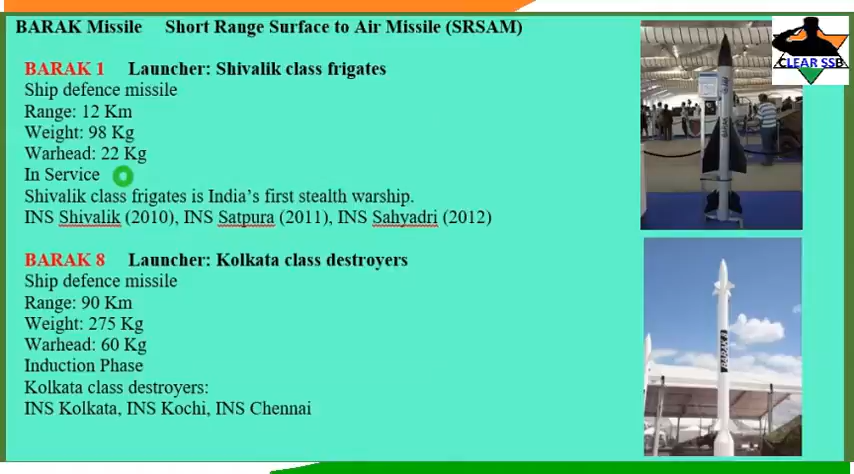 BARAK Missile Short Range Surface to Air Missile (SRSAM)
BARAK 1 Launcher: Shivalik class frigates
Ship defence missile
Range: 12 Km
Weight: 98 Kg
Warhead: 22 Kg
In Service
Shivalik class frigates is India's first stealth warship.
INS Shivalik (2010), INS Satpura (2011), INS Sahyadri (2012)
BARAK 8 Launcher: Kolkata class destroyers
Ship defence missile
Range: 90 Km
Weight: 275 Kg
Warhead: 60 Kg
Induction Phase
Kolkata class destroyers:
INS Kolkata, INS Kochi, INS Chennai
CLEAR SSB
BARAK 8